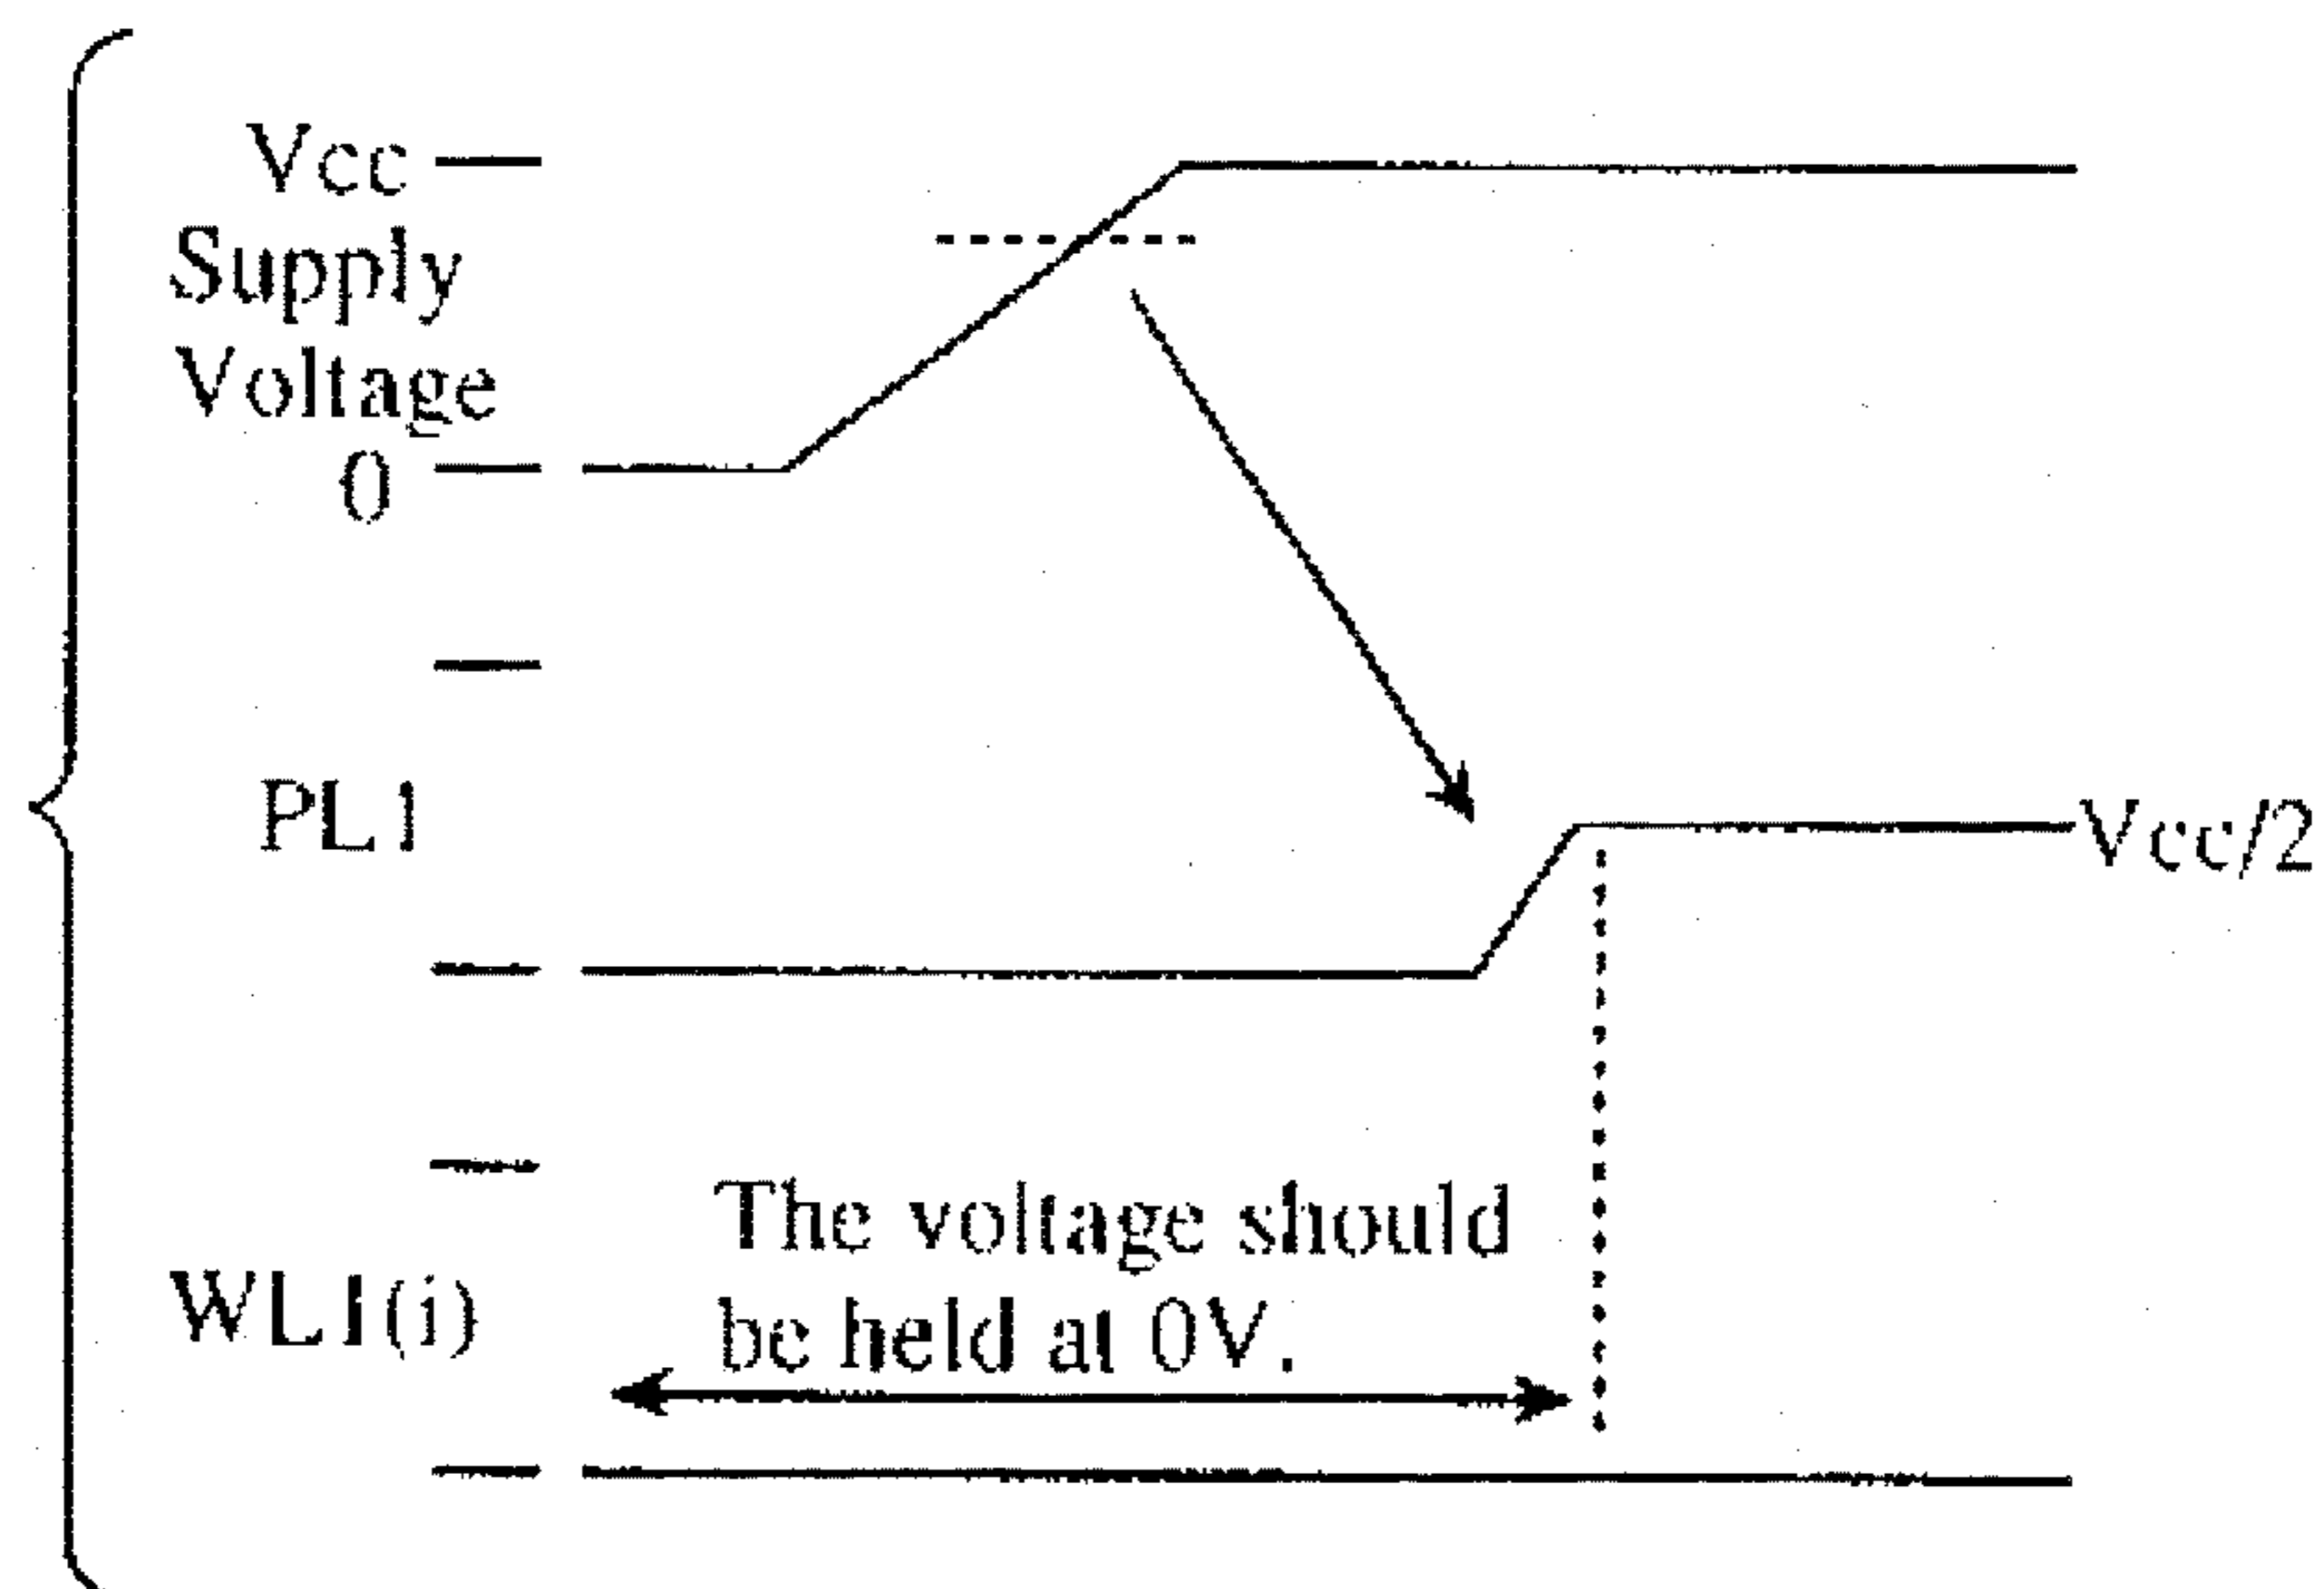 Vcc
Supply
Voltage
0
PL1
Vcc/2
The voltage should
be held at 0V.
WL1(i)